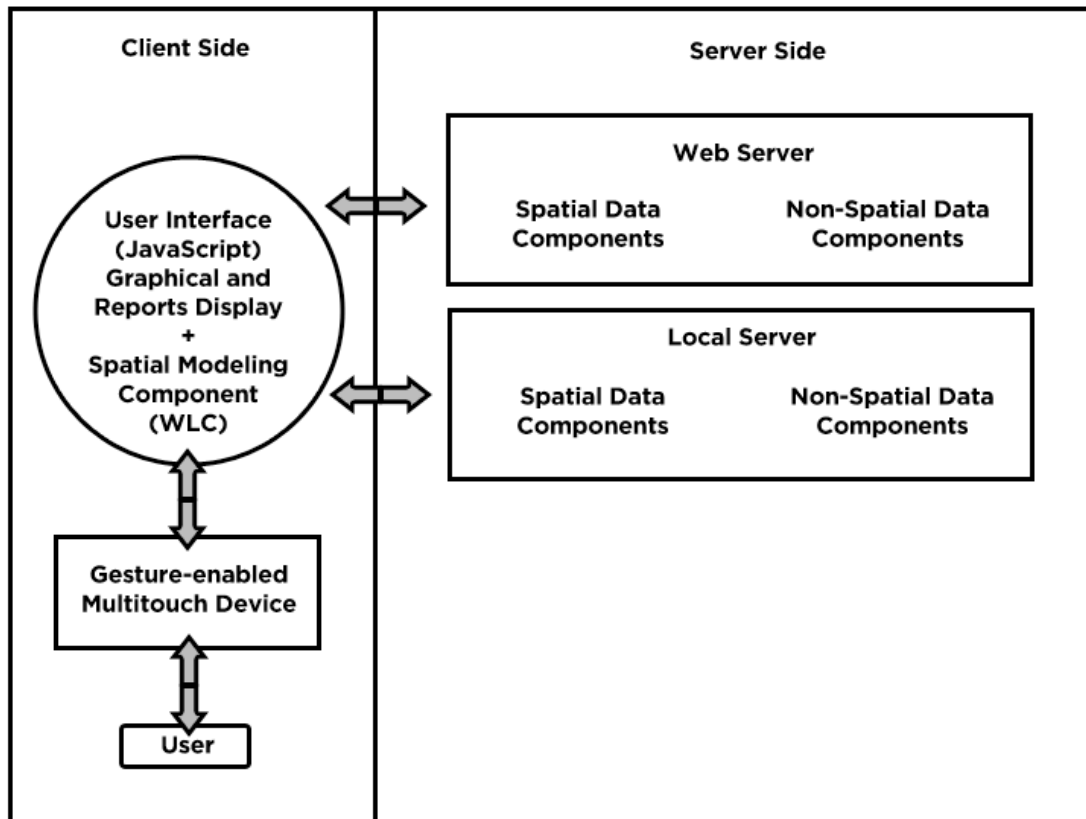 Client Side
Server Side
User Interface
(JavaScript)
Graphical and
Reports Display
+
Spatial Modeling
Component
(WLC)
Gesture-enabled
Multitouch Device
User
Web Server
Spatial Data
Components
Non-Spatial Data
Components
Local Server
Spatial Data
Components
Non-Spatial Data
Components